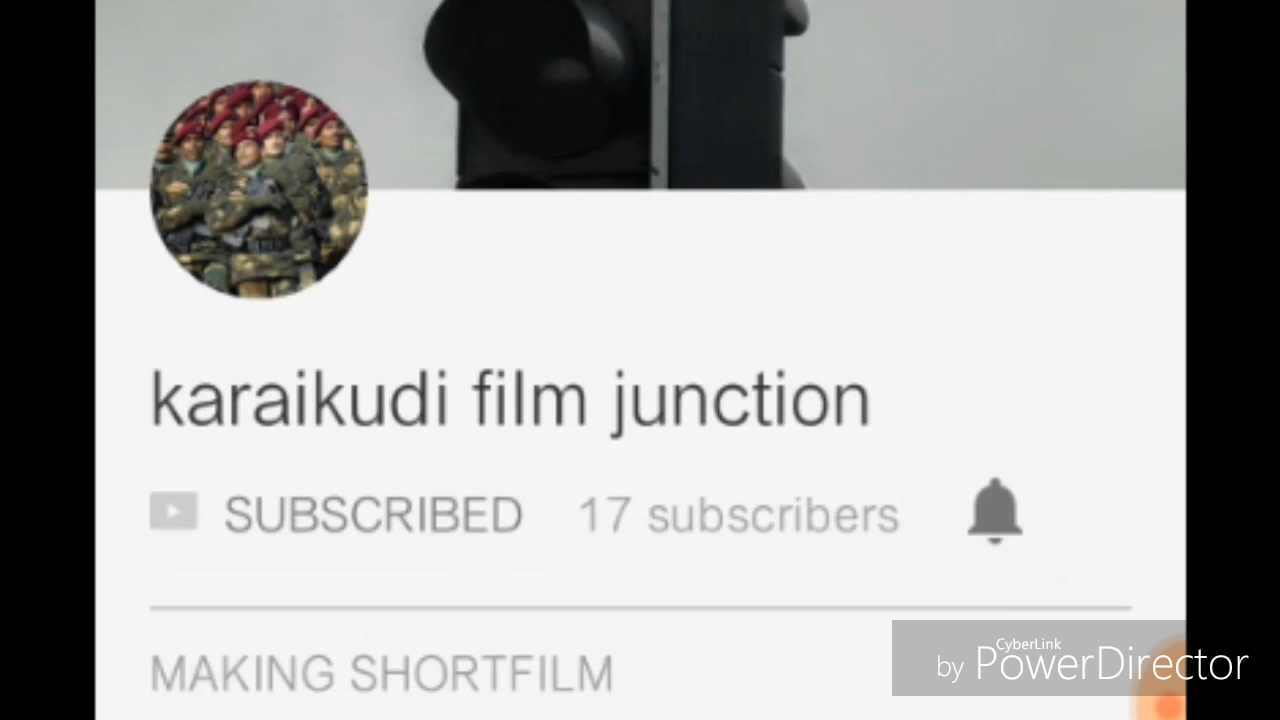 karaikudi film junction
SUBSCRIBED 17 subscribers
MAKING SHORTFILM
CyberLink
by PowerDirector